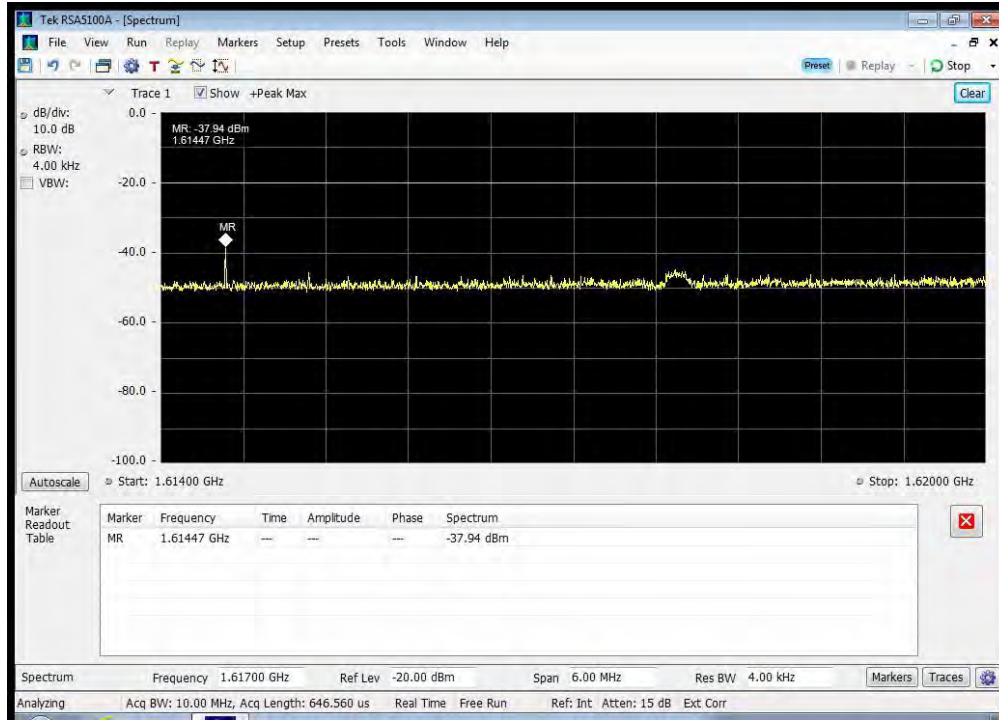 Tek RSA5100A - [Spectrum]
File View Run Replay Markers Setup Presets Tools Window Help
Preset Replay Stop
Trace 1 Show +Peak Max Clear
dB/div:
10.0 dB
RBW:
4.00 kHz
VBW:
0.0
MR: -37.94 dBm
1.61447 GHz
-20.0
MR
-40.0
-60.0
-80.0
-100.0
Autoscale Start: 1.61400 GHz Stop: 1.62000 GHz
Marker
Readout
Table
Marker Frequency Time Amplitude Phase Spectrum
MR 1.61447 GHz --- --- --- -37.94 dBm
Spectrum Frequency 1.61700 GHz Ref Lev -20.00 dBm Span 6.00 MHz Res BW 4.00 kHz Markers Traces
Analyzing Acq BW: 10.00 MHz, Acq Length: 646.560 us Real Time Free Run Ref: Int Atten: 15 dB Ext Corr